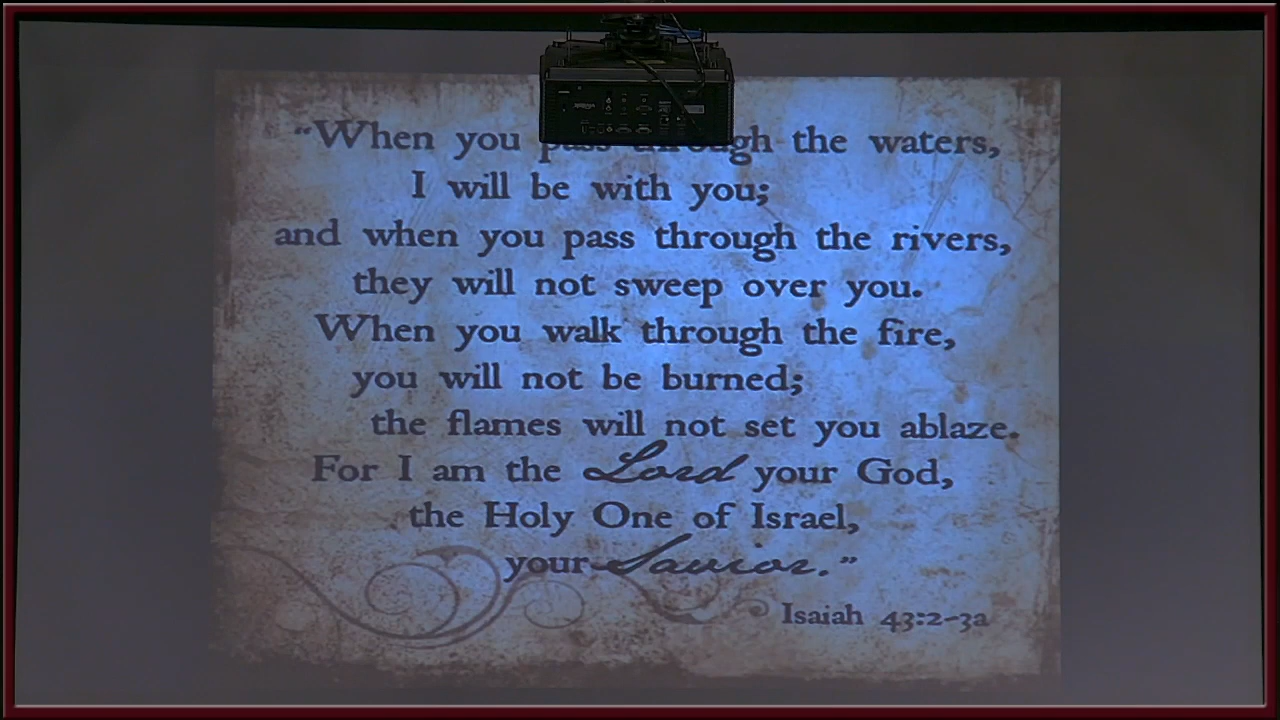 “When you pass through the waters,
I will be with you;
and when you pass through the rivers,
they will not sweep over you.
When you walk through the fire,
you will not be burned;
the flames will not set you ablaze.
For I am the Lord your God,
the Holy One of Israel,
your Savior.”
Isaiah 43:2-3a